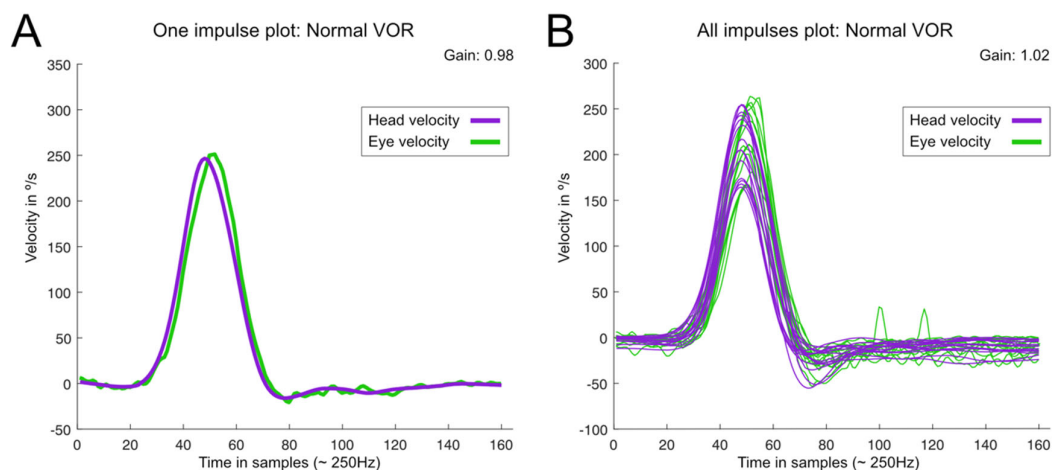 A
One impulse plot: Normal VOR
Gain: 0.98
350
300
250
200
150
100
50
0
-50
Velocity in º/s
Head velocity
Eye velocity
0 20 40 60 80 100 120 140 160
Time in samples (~ 250Hz)
B
All impulses plot: Normal VOR
Gain: 1.02
300
250
200
150
100
50
0
-50
-100
Velocity in º/s
Head velocity
Eye velocity
0 20 40 60 80 100 120 140 160
Time in samples (~ 250Hz)